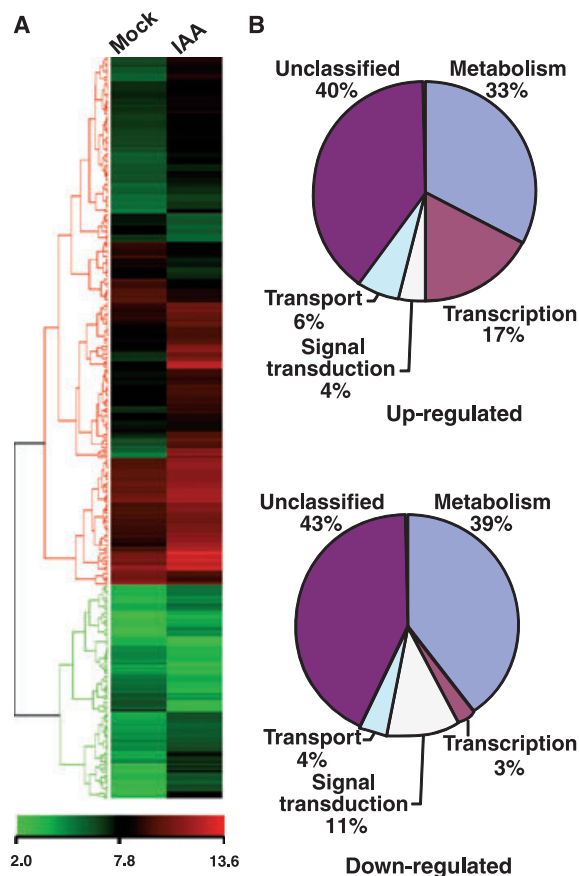 A
Mock
IAA
2.0
7.8
13.6
B
Unclassified
40%
Metabolism
33%
Transport
6%
Signal
transduction
4%
Transcription
17%
Up-regulated
Unclassified
43%
Metabolism
39%
Transport
4%
Signal
transduction
11%
Transcription
3%
Down-regulated